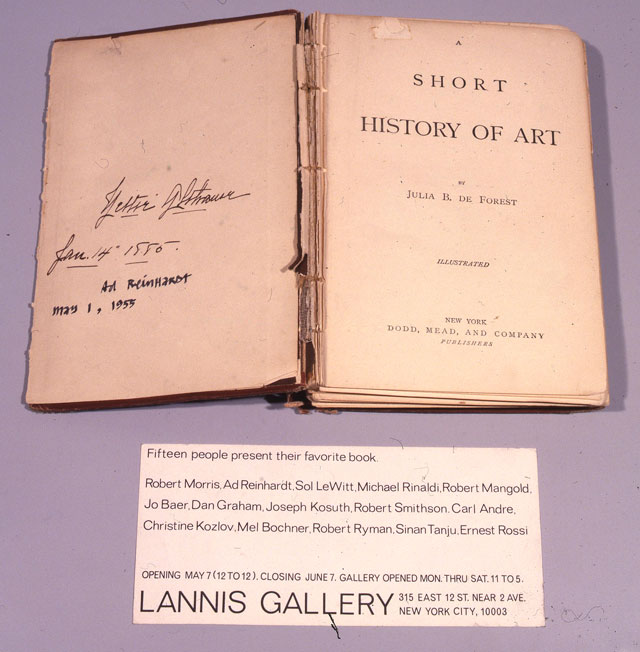 Jan. 14 1885.
Ad Reinhardt
may 1, 1955
A
SHORT
HISTORY OF ART
BY
JULIA B. DE FOREST
ILLUSTRATED
NEW YORK
DODD, MEAD, AND COMPANY
PUBLISHERS
Fifteen people present their favorite book.
Robert Morris, Ad Reinhardt, Sol LeWitt, Michael Rinaldi, Robert Mangold,
Jo Baer, Dan Graham, Joseph Kosuth, Robert Smithson, Carl Andre,
Christine Kozlov, Mel Bochner, Robert Ryman, Sinan Tanju, Ernest Rossi
OPENING MAY 7 (12 TO 12). CLOSING JUNE 7. GALLERY OPENED MON. THRU SAT. 11 TO 5.
LANNIS GALLERY 315 EAST 12 ST. NEAR 2 AVE.
NEW YORK CITY, 10003